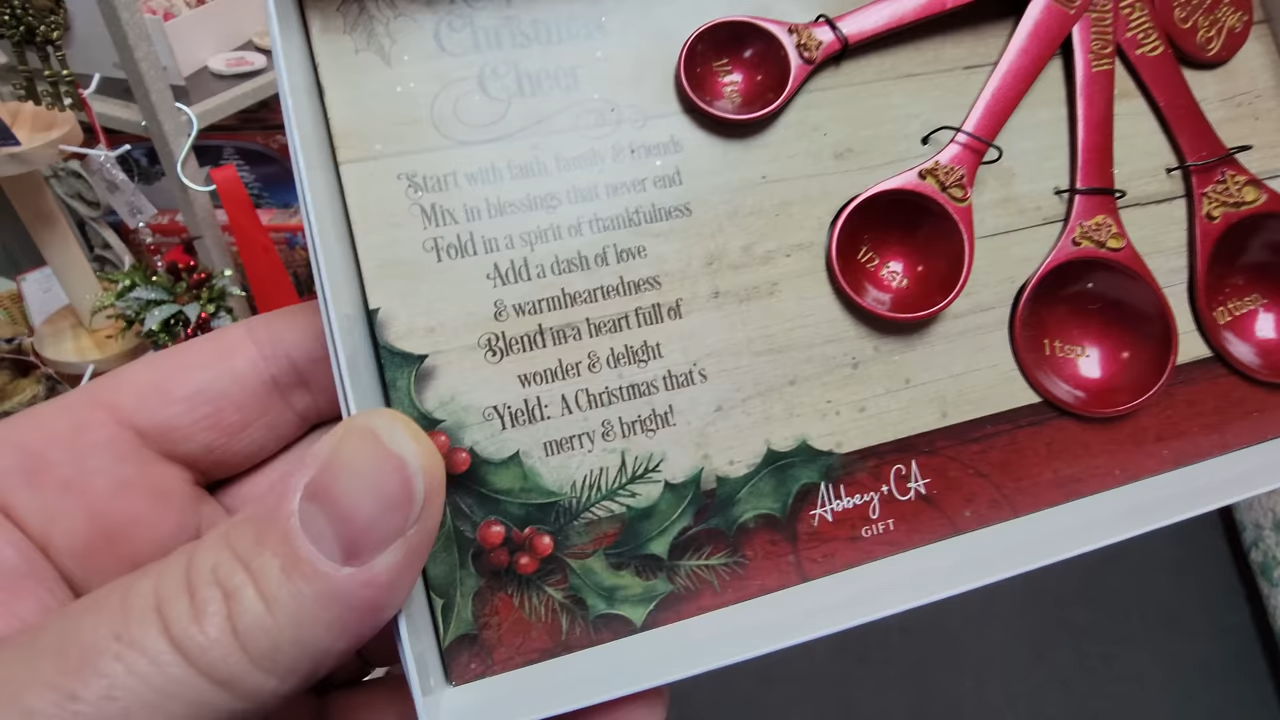 Christmas
Cheer
Start with faith, family & friends
Mix in blessings that never end
Fold in a spirit of thankfulness
Add a dash of love
& warmheartedness
Blend in a heart full of
wonder & delight
Yield: A Christmas that's
merry & bright!
1/4 tsp.
1/2 tsp.
1 tsp.
1/2 tbsp.
Abbey + CA
GIFT